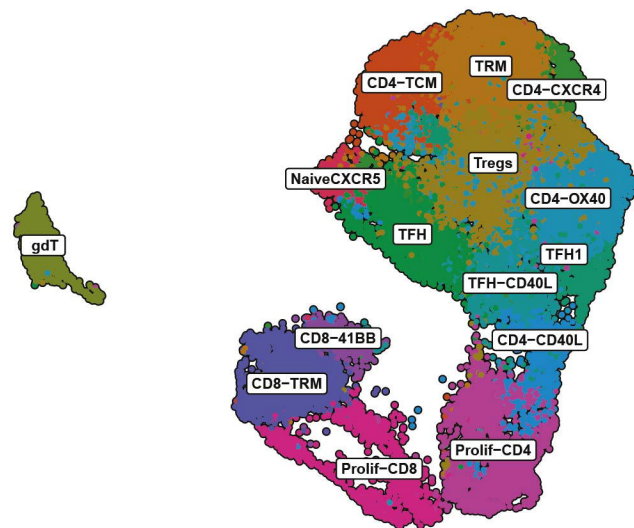 TRM
CD4−TCM
CD4−CXCR4
Tregs
NaiveCXCR5
CD4−OX40
TFH
gdT
TFH1
TFH−CD40L
CD8−41BB
CD4−CD40L
CD8−TRM
Prolif−CD4
Prolif−CD8